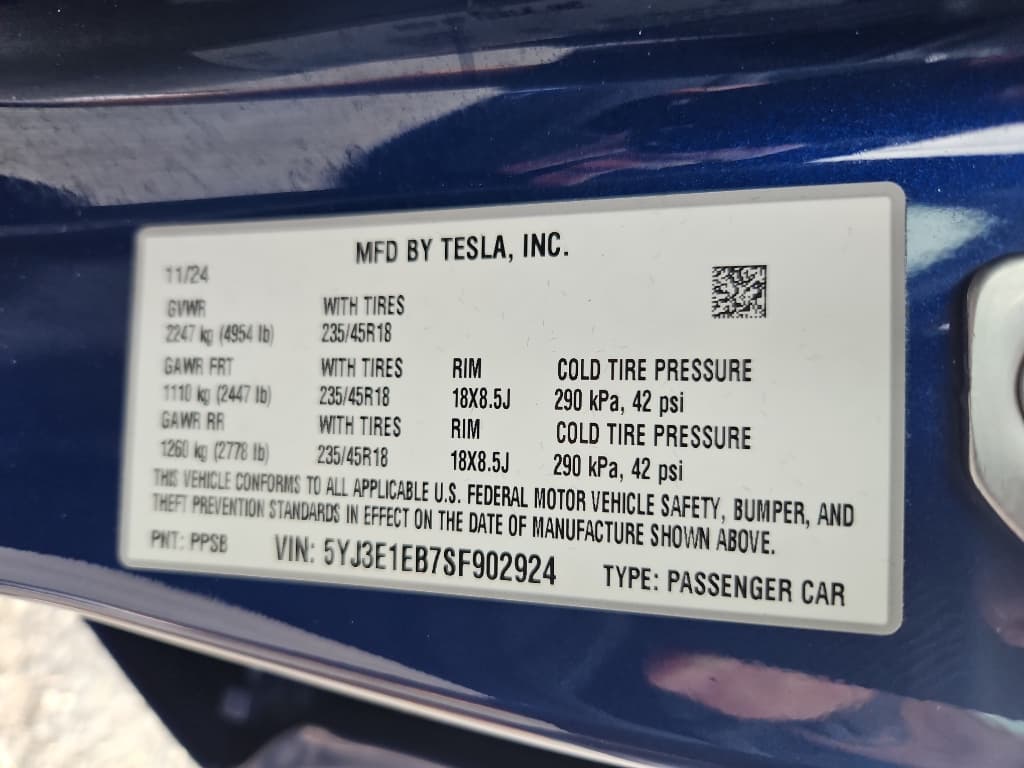 MFD BY TESLA, INC.
11/24
GVWR WITH TIRES
2247 kg (4954 lb) 235/45R18
GAWR FRT WITH TIRES RIM COLD TIRE PRESSURE
1110 kg (2447 lb) 235/45R18 18X8.5J 290 kPa, 42 psi
GAWR RR WITH TIRES RIM COLD TIRE PRESSURE
1260 kg (2778 lb) 235/45R18 18X8.5J 290 kPa, 42 psi
THIS VEHICLE CONFORMS TO ALL APPLICABLE U.S. FEDERAL MOTOR VEHICLE SAFETY, BUMPER, AND
THEFT PREVENTION STANDARDS IN EFFECT ON THE DATE OF MANUFACTURE SHOWN ABOVE.
PNT: PPSB VIN: 5YJ3E1EB7SF902924 TYPE: PASSENGER CAR